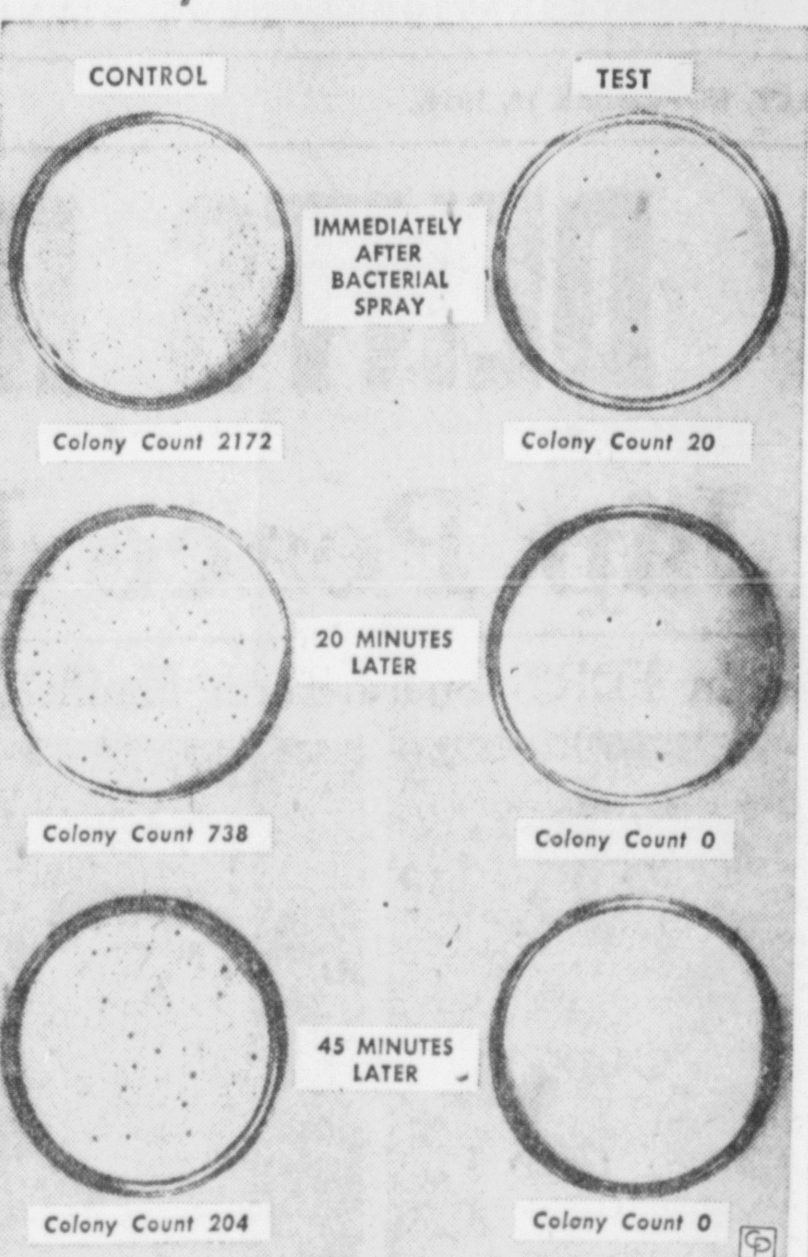 CONTROL
TEST
IMMEDIATELY
AFTER
BACTERIAL
SPRAY
Colony Count 2172
Colony Count 20
20 MINUTES
LATER
Colony Count 738
Colony Count 0
45 MINUTES
LATER
Colony Count 204
Colony Count 0